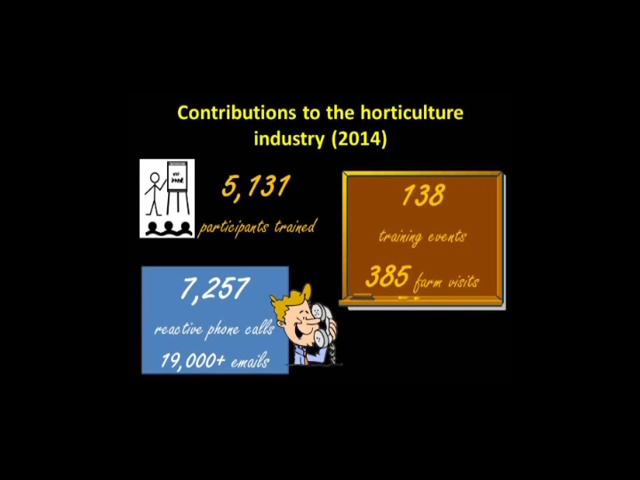 Contributions to the horticulture
industry (2014)
5,131
participants trained
138
training events
385 farm visits
7,257
reactive phone calls
19,000+ emails